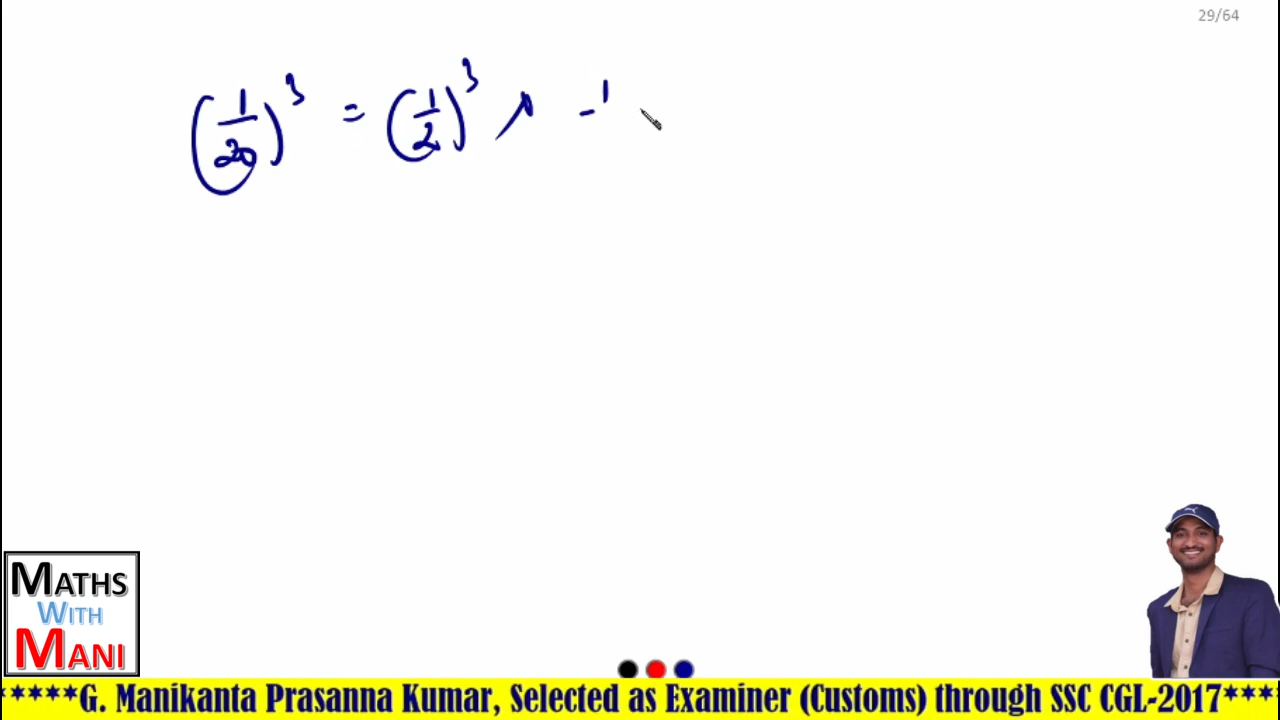 29/64
(1/20)³ = (1/2)³ × -1
MATHS
WITH
MANI
*****G. Manikanta Prasanna Kumar, Selected as Examiner (Customs) through SSC CGL-2017***